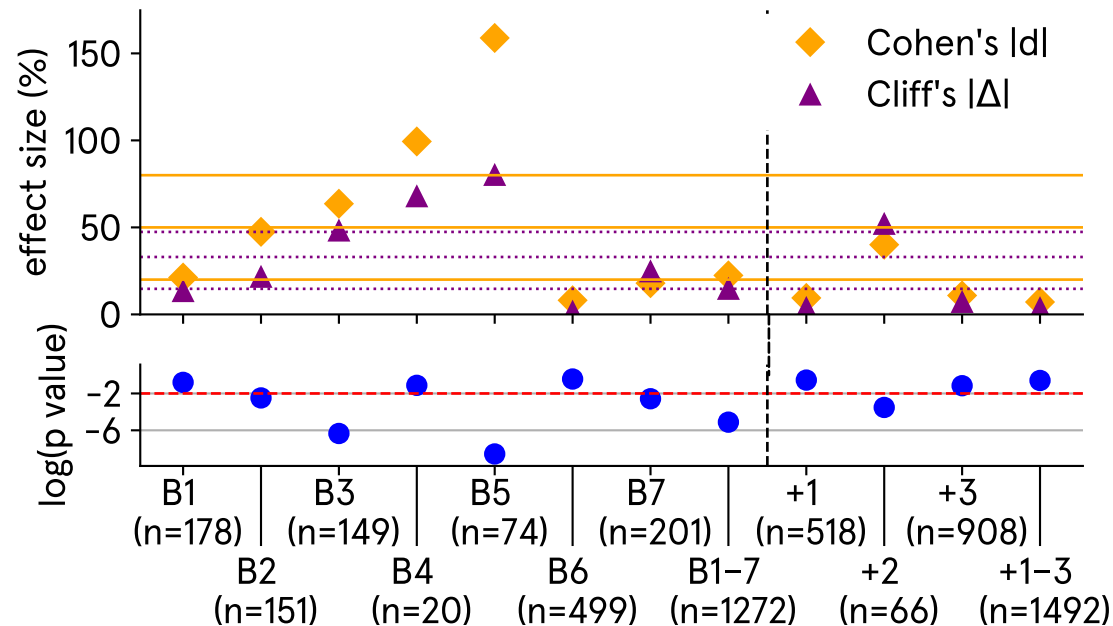 effect size (%)
150
100
50
0
Cohen's |d|
Cliff's |Δ|
log(p value)
−2
−6
B1 B3 B5 B7 +1 +3
(n=178) (n=149) (n=74) (n=201) (n=518) (n=908)
B2 B4 B6 B1−7 +2 +1−3
(n=151) (n=20) (n=499) (n=1272) (n=66) (n=1492)